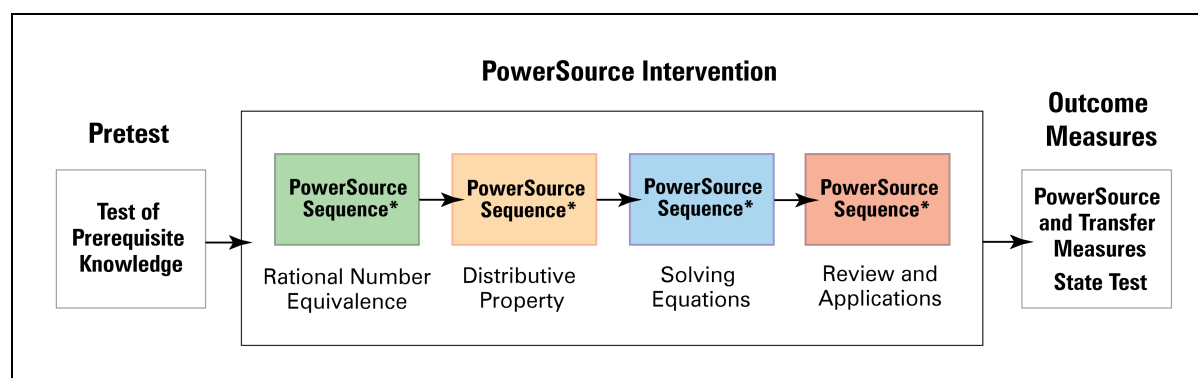 PowerSource Intervention
Pretest
Test of
Prerequisite
Knowledge
PowerSource
Sequence*
Rational Number
Equivalence
PowerSource
Sequence*
Distributive
Property
PowerSource
Sequence*
Solving
Equations
PowerSource
Sequence*
Review and
Applications
Outcome
Measures
PowerSource
and Transfer
Measures
State Test